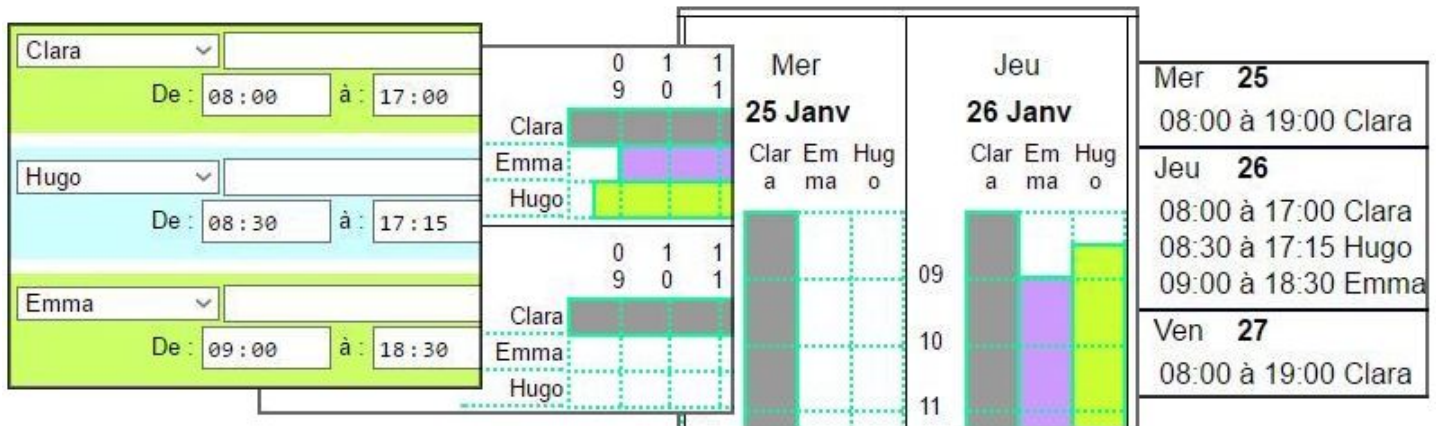 Clara
De : 08:00 à : 17:00
Hugo
De : 08:30 à : 17:15
Emma
De : 09:00 à : 18:30
0 1 1
9 0 1
Clara
Emma
Hugo
0 1 1
9 0 1
Clara
Emma
Hugo
Mer
25 Janv
Clar Em Hug
a ma o
Jeu
26 Janv
Clar Em Hug
a ma o
09
10
11
Mer 25
08:00 à 19:00 Clara
Jeu 26
08:00 à 17:00 Clara
08:30 à 17:15 Hugo
09:00 à 18:30 Emma
Ven 27
08:00 à 19:00 Clara